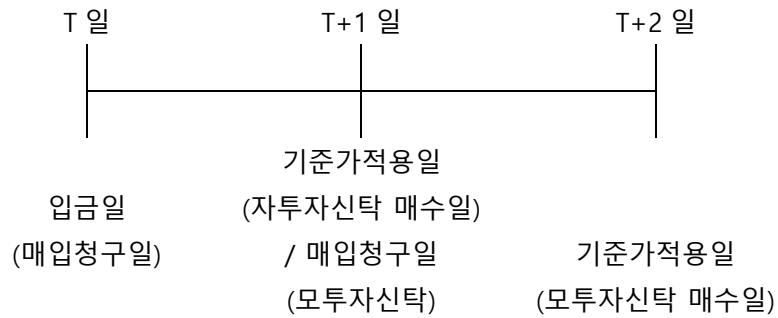 T 일
T+1 일
T+2 일
입금일
(매입청구일)
기준가적용일
(자투자신탁 매수일)
/ 매입청구일
(모투자신탁)
기준가적용일
(모투자신탁 매수일)